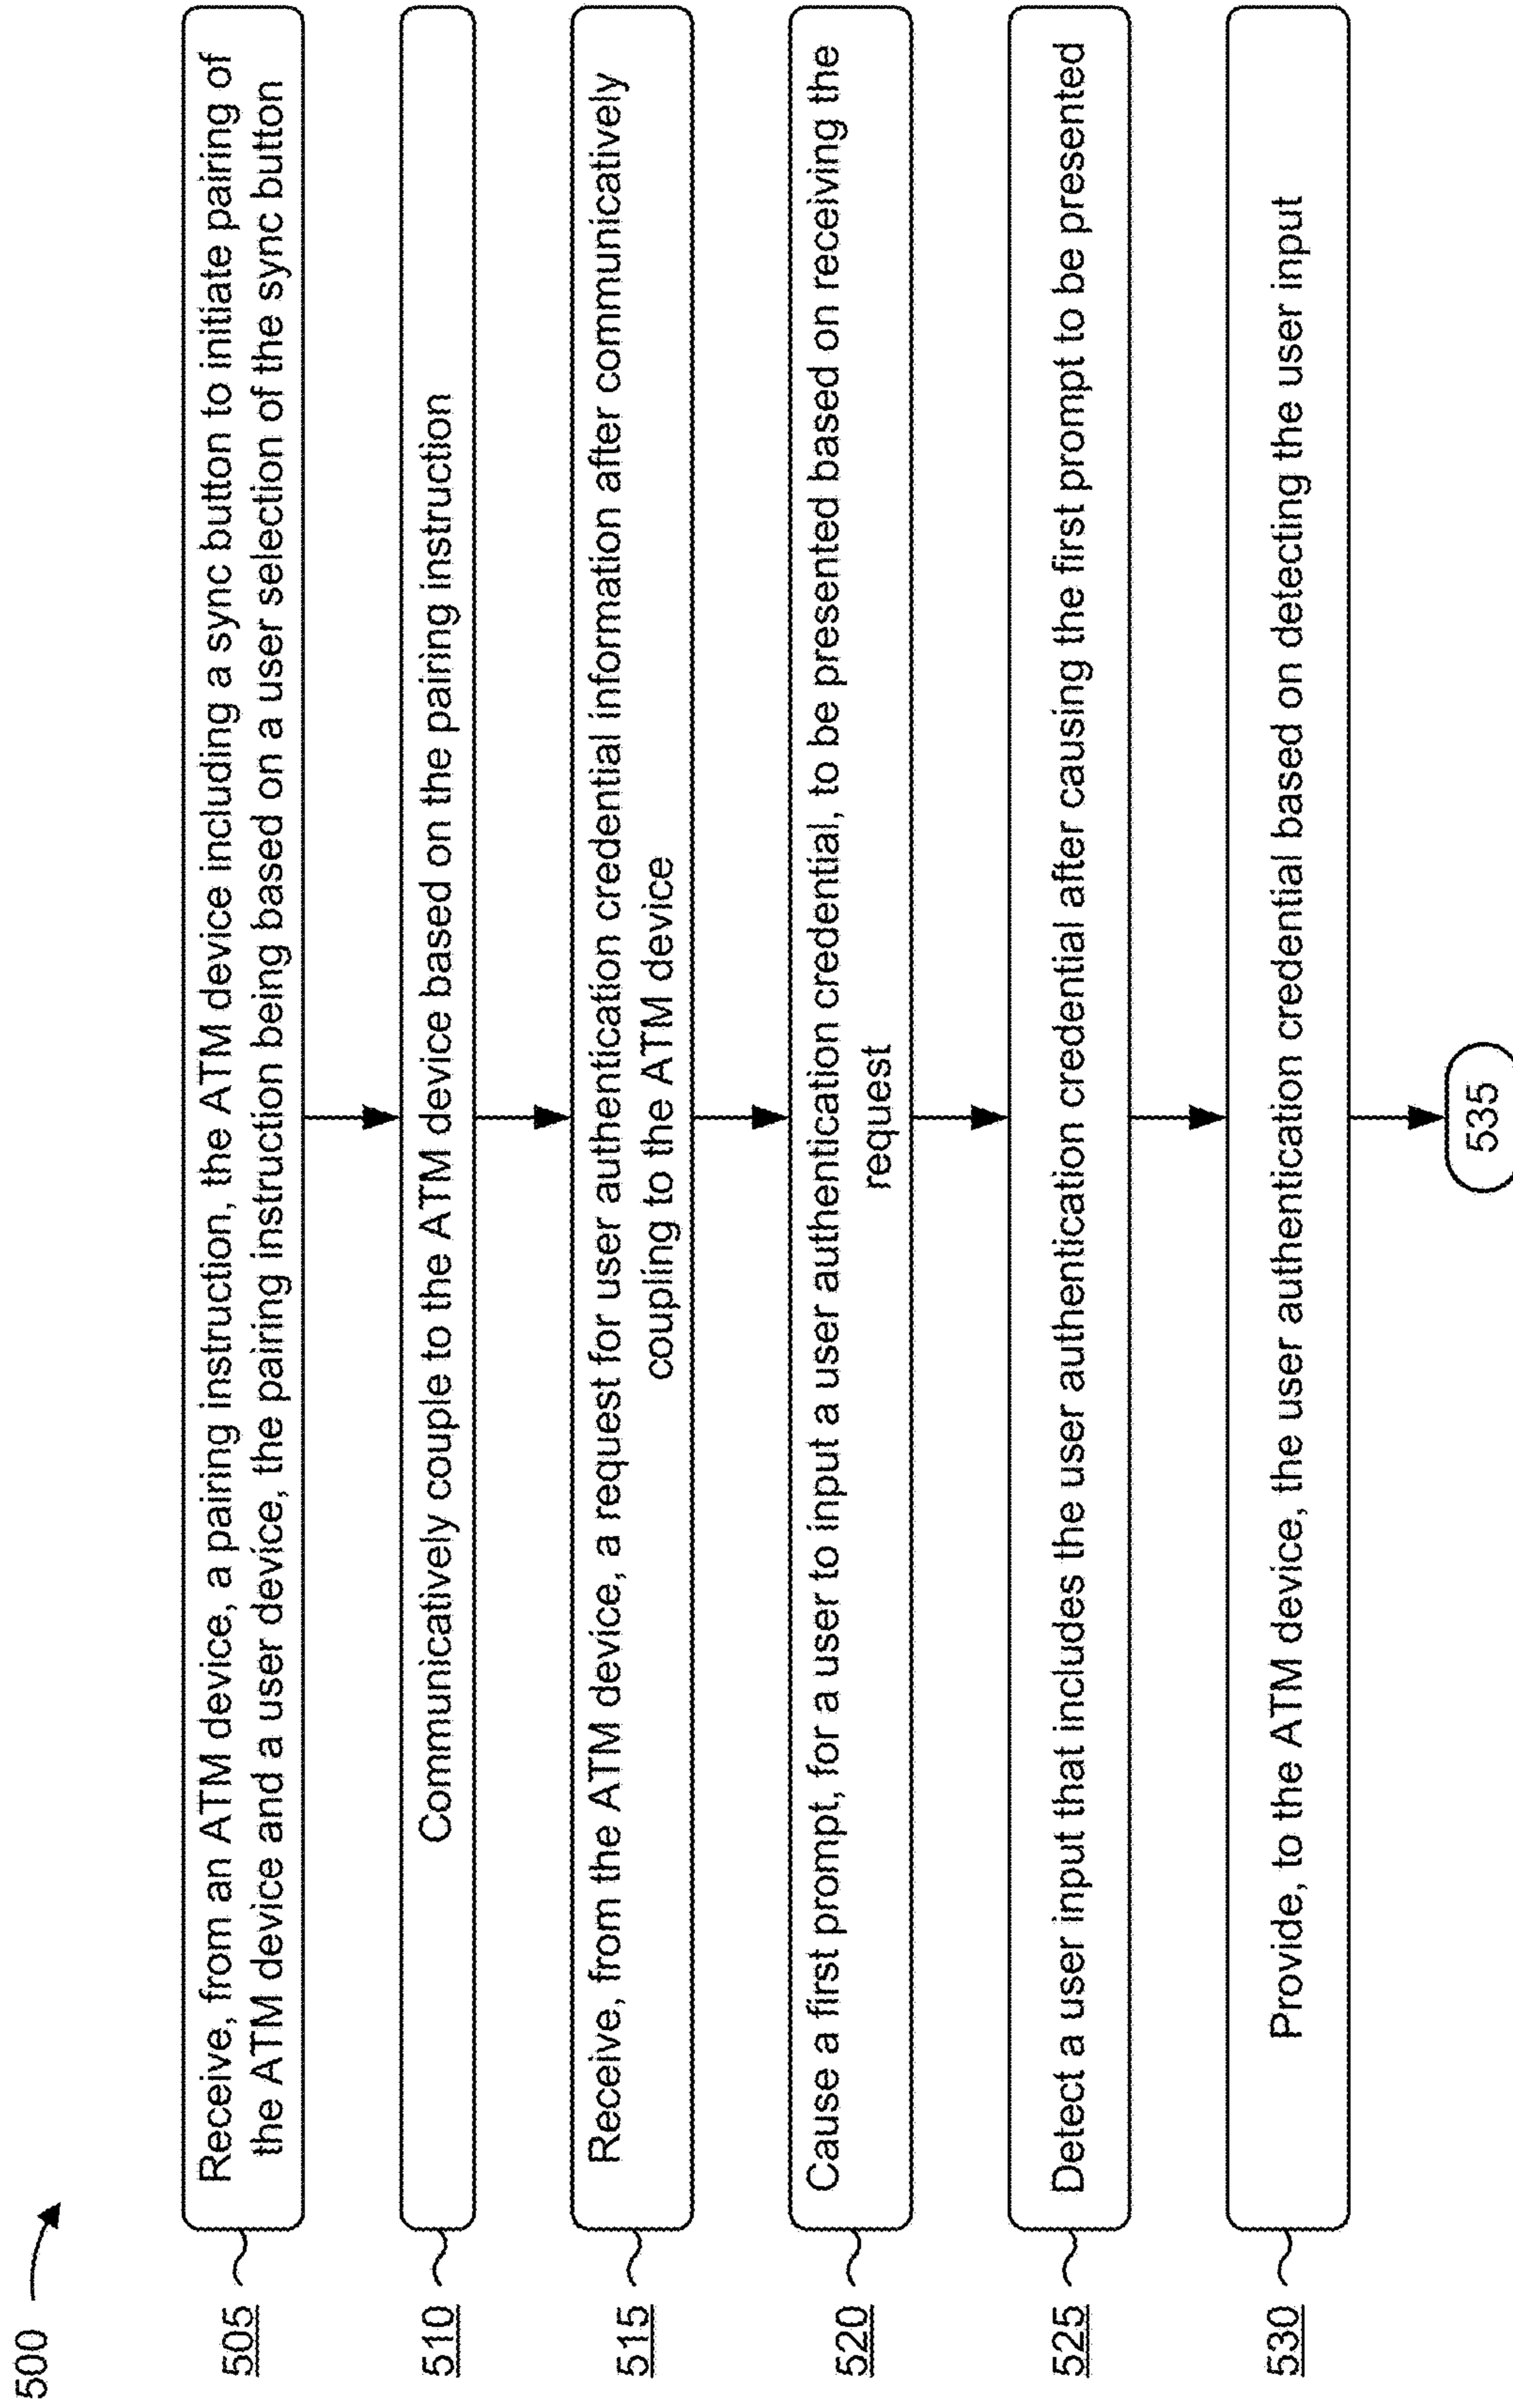 500
505
Receive, from an ATM device, a pairing instruction, the ATM device including a sync button to initiate pairing of
the ATM device and a user device, the pairing instruction being based on a user selection of the sync button
510
Communicatively couple to the ATM device based on the pairing instruction
515
Receive, from the ATM device, a request for user authentication credential information after communicatively
coupling to the ATM device
520
Cause a first prompt, for a user to input a user authentication credential, to be presented based on receiving the
request
525
Detect a user input that includes the user authentication credential after causing the first prompt to be presented
530
Provide, to the ATM device, the user authentication credential based on detecting the user input
535